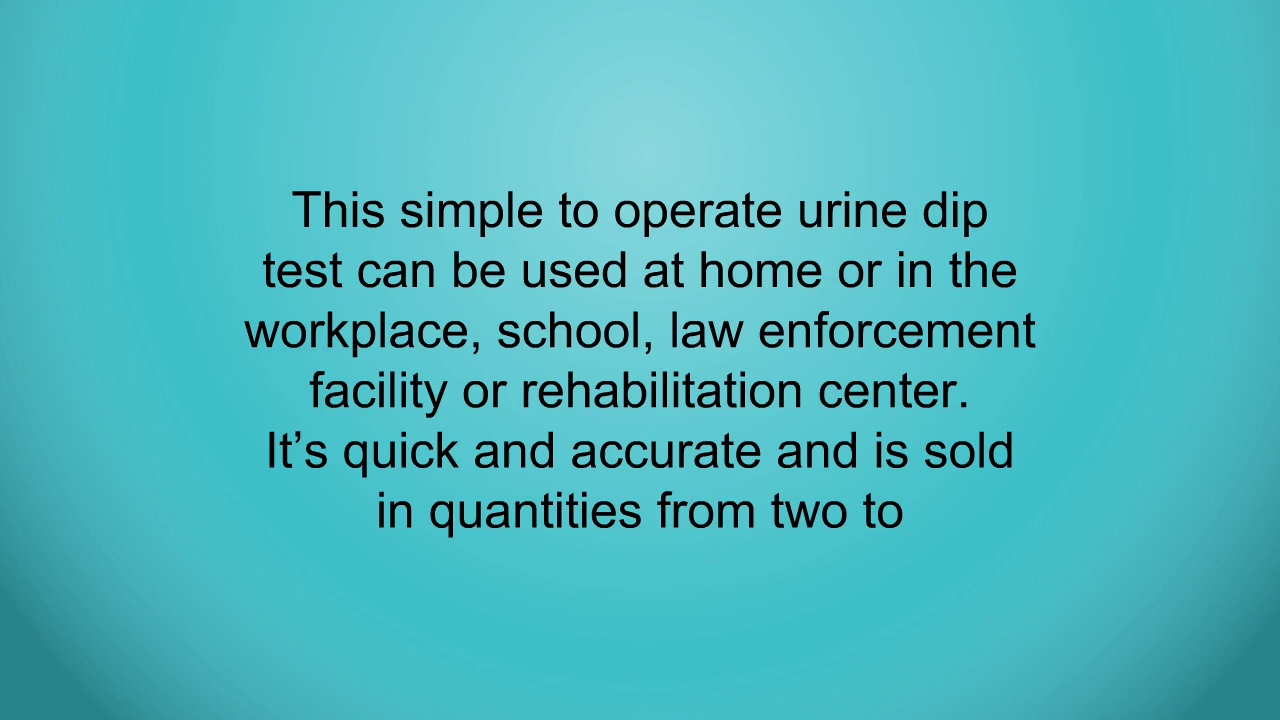 This simple to operate urine dip
test can be used at home or in the
workplace, school, law enforcement
facility or rehabilitation center.
It’s quick and accurate and is sold
in quantities from two to